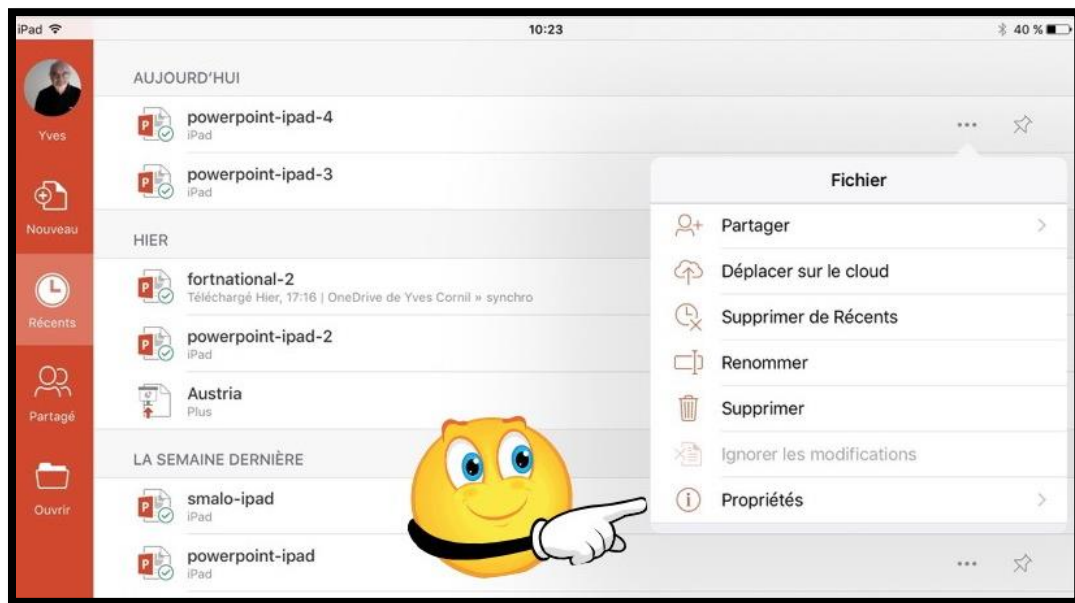 iPad 10:23 40 %
Yves
Nouveau
Récents
Partagé
Ouvrir
AUJOURD'HUI
powerpoint-ipad-4
iPad
powerpoint-ipad-3
iPad
HIER
fortnational-2
Téléchargé Hier, 17:16 | OneDrive de Yves Cornil » synchro
powerpoint-ipad-2
iPad
Austria
Plus
LA SEMAINE DERNIÈRE
smalo-ipad
iPad
powerpoint-ipad
iPad
Fichier
Partager
Déplacer sur le cloud
Supprimer de Récents
Renommer
Supprimer
Ignorer les modifications
Propriétés